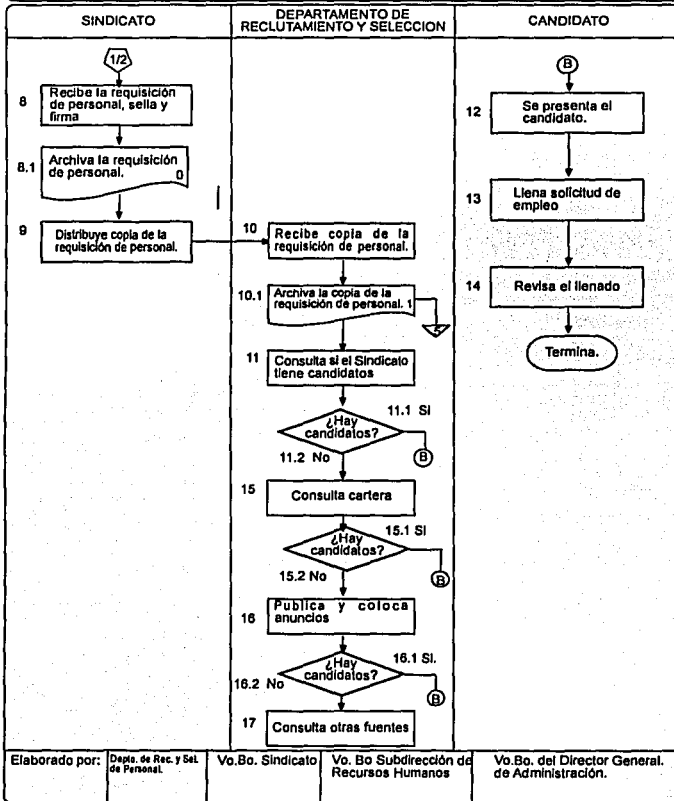 SINDICATO
DEPARTAMENTO DE
RECLUTAMIENTO Y SELECCION
CANDIDATO
1/2
8
Recibe la requisición
de personal, sella y
firma
8.1
Archiva la requisición
de personal.
0
9
Distribuye copia de la
requisición de personal.
10
Recibe copia de la
requisición de personal.
10.1
Archiva la copia de la
requisición de personal. 1
11
Consulta si el Sindicato
tiene candidatos
¿Hay
candidatos?
11.1 SI
B
11.2 No
15
Consulta cartera
¿Hay
candidatos?
15.1 SI
B
15.2 No
16
Publica y coloca
anuncios
¿Hay
candidatos?
16.1 SI.
B
16.2 No
17
Consulta otras fuentes
B
12
Se presenta el
candidato.
13
Llena solicitud de
empleo
14
Revisa el llenado
Termina.
Elaborado por:
Depto. de Rec. y Sel.
de Personal.
Vo.Bo. Sindicato
Vo. Bo Subdirección de
Recursos Humanos
Vo.Bo. del Director General.
de Administración.